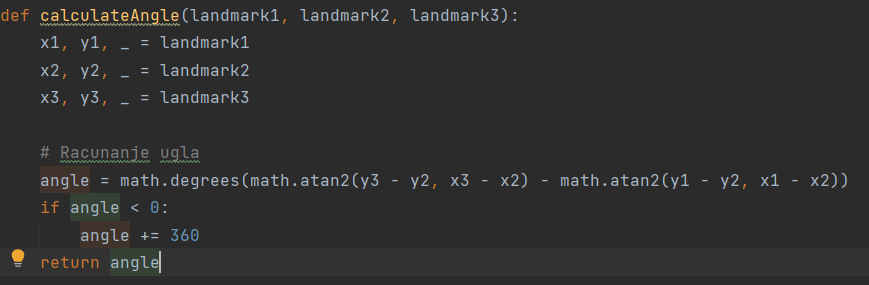 def calculateAngle(landmark1, landmark2, landmark3):
    x1, y1, _ = landmark1
    x2, y2, _ = landmark2
    x3, y3, _ = landmark3

    # Racunanje ugla
    angle = math.degrees(math.atan2(y3 - y2, x3 - x2) - math.atan2(y1 - y2, x1 - x2))
    if angle < 0:
        angle += 360
    return angle